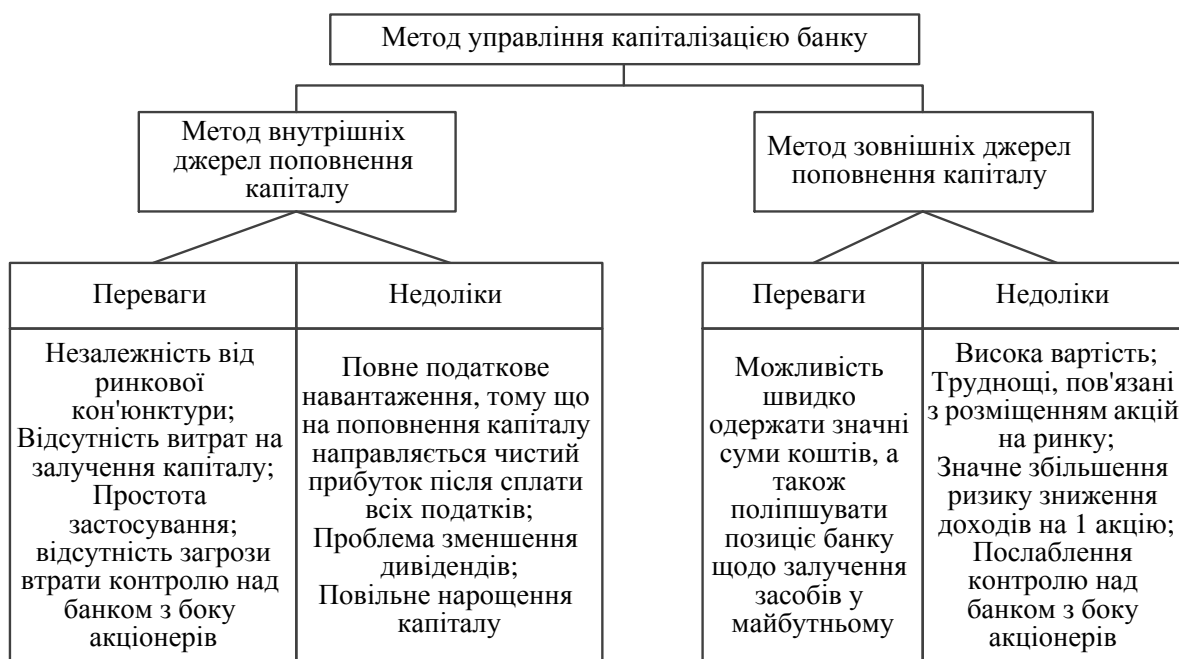 Метод управління капіталізацією банку
Метод внутрішніх
джерел поповнення
капіталу
Метод зовнішніх джерел
поповнення капіталу
Переваги
Недоліки
Незалежність від
ринкової
кон'юнктури;
Відсутність витрат на
залучення капіталу;
Простота
застосування;
відсутність загрози
втрати контролю над
банком з боку
акціонерів
Повне податкове
навантаження, тому що
на поповнення капіталу
направляється чистий
прибуток після сплати
всіх податків;
Проблема зменшення
дивідендів;
Повільне нарощення
капіталу
Переваги
Недоліки
Можливість
швидко
одержати значні
суми коштів, а
також
поліпшувати
позиціє банку
щодо залучення
засобів у
майбутньому
Висока вартість;
Труднощі, пов'язані
з розміщенням акцій
на ринку;
Значне збільшення
ризику зниження
доходів на 1 акцію;
Послаблення
контролю над
банком з боку
акціонерів